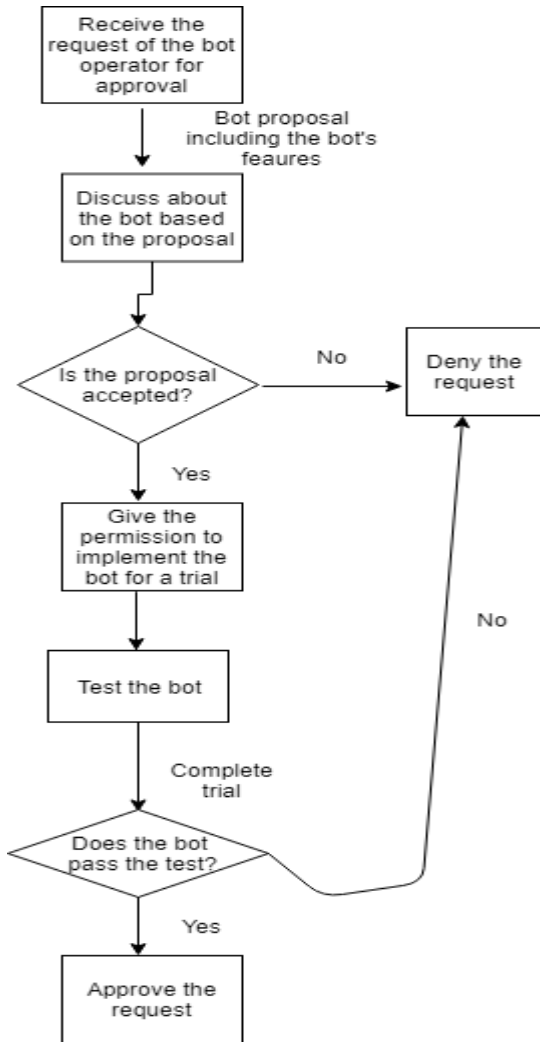 Receive the
request of the bot
operator for
approval
Bot proposal
including the bot's
feaures
Discuss about
the bot based
on the proposal
Is the proposal
accepted?
No
Deny the
request
Yes
Give the
permission to
implement the
bot for a trial
No
Test the bot
Complete
trial
Does the bot
pass the test?
Yes
Approve the
request